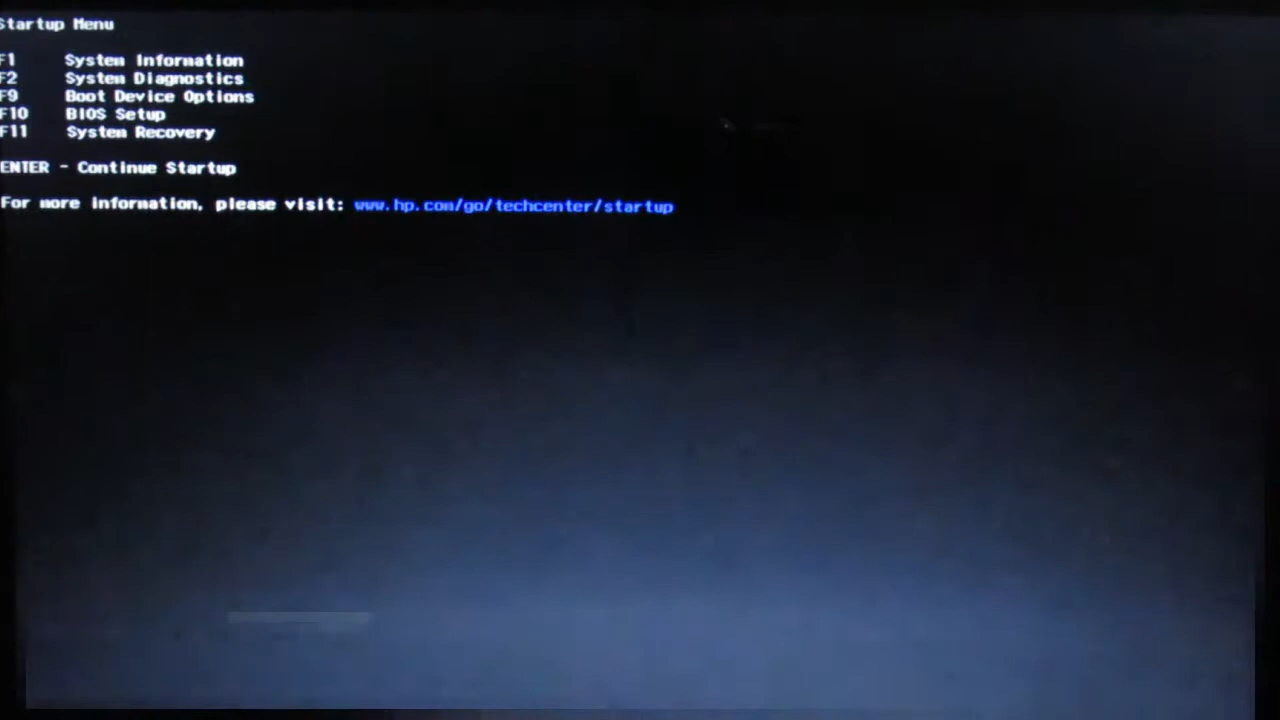 Startup Menu
F1 System Information
F2 System Diagnostics
F9 Boot Device Options
F10 BIOS Setup
F11 System Recovery
ENTER - Continue Startup
For more information, please visit: www.hp.com/go/techcenter/startup